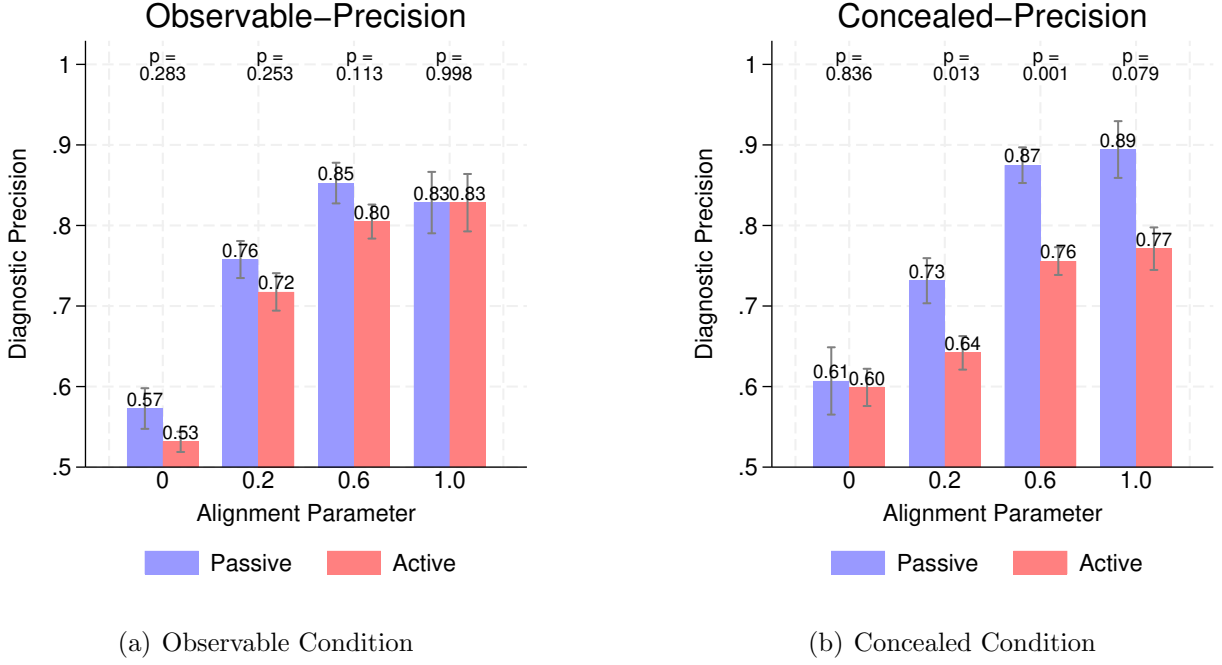 Observable−Precision
p =
0.283
p =
0.253
p =
0.113
p =
0.998
1
.9
.8
.7
.6
.5
Diagnostic Precision
0.57
0.53
0.76
0.72
0.85
0.80
0.83
0.83
0
0.2
0.6
1.0
Alignment Parameter
Passive
Active
(a) Observable Condition
Concealed−Precision
p =
0.836
p =
0.013
p =
0.001
p =
0.079
1
.9
.8
.7
.6
.5
Diagnostic Precision
0.61
0.60
0.73
0.64
0.87
0.76
0.89
0.77
0
0.2
0.6
1.0
Alignment Parameter
Passive
Active
(b) Concealed Condition